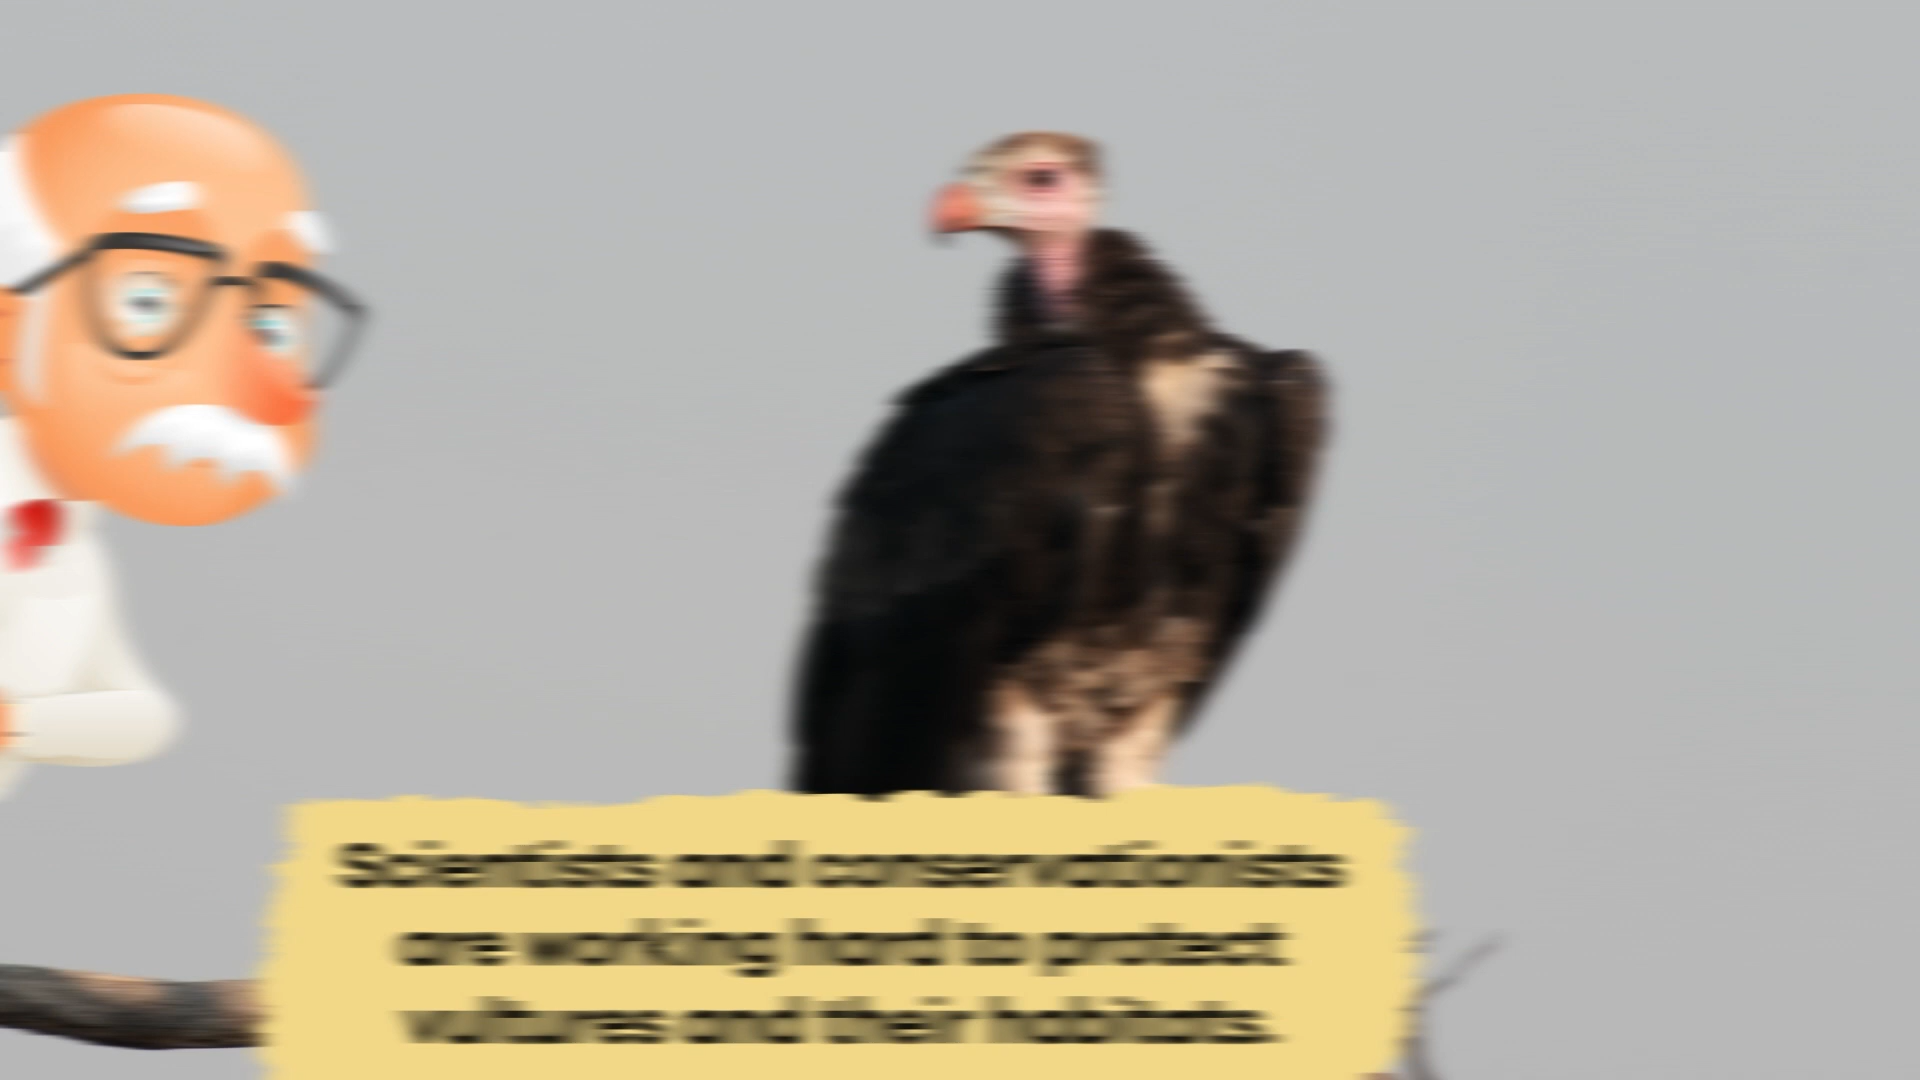 Scientists and conservationists
are working hard to protect
vultures and their habitats.